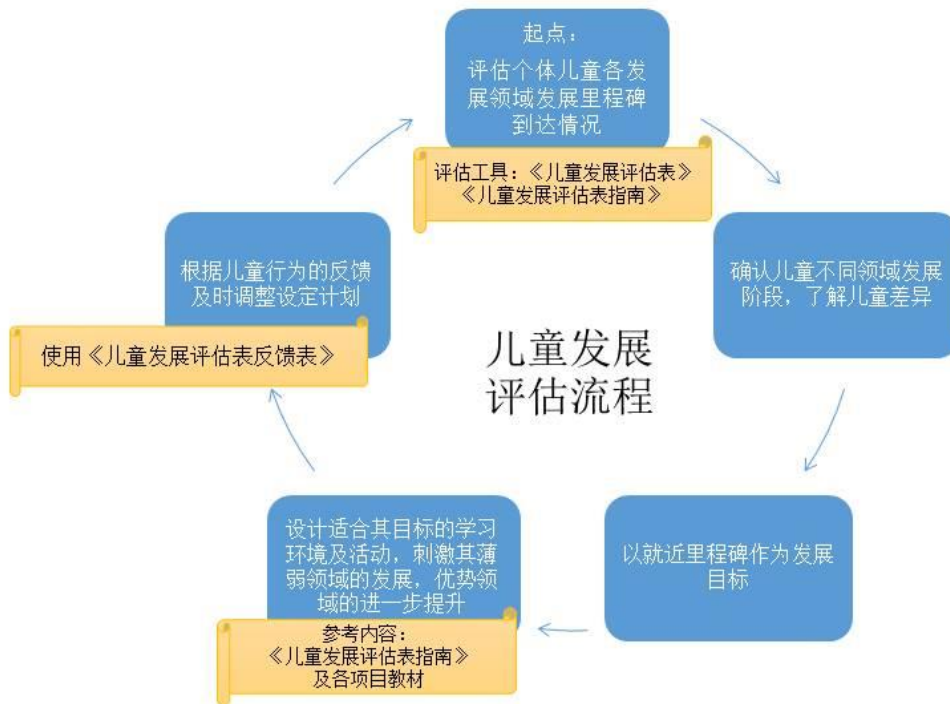 起点：
评估个体儿童各发
展领域发展里程碑
到达情况
评估工具：《儿童发展评估表》
《儿童发展评估表指南》
确认儿童不同领域发展
阶段，了解儿童差异
以就近里程碑作为发展
目标
设计适合其目标的学习
环境及活动，刺激其薄
弱领域的发展，优势领
域的进一步提升
参考内容：
《儿童发展评估表指南》
及各项目教材
根据儿童行为的反馈
及时调整设定计划
使用《儿童发展评估表反馈表》
儿童发展
评估流程